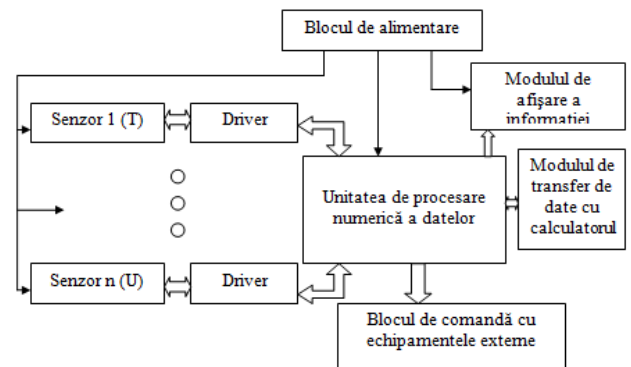 Blocul de alimentare
Modulul de
afişare a
informaţiei
Senzor 1 (T)
Driver
Unitatea de procesare
numerică a datelor
Modulul de
transfer de
date cu
calculatorul
Senzor n (U)
Driver
Blocul de comandă cu
echipamentele externe